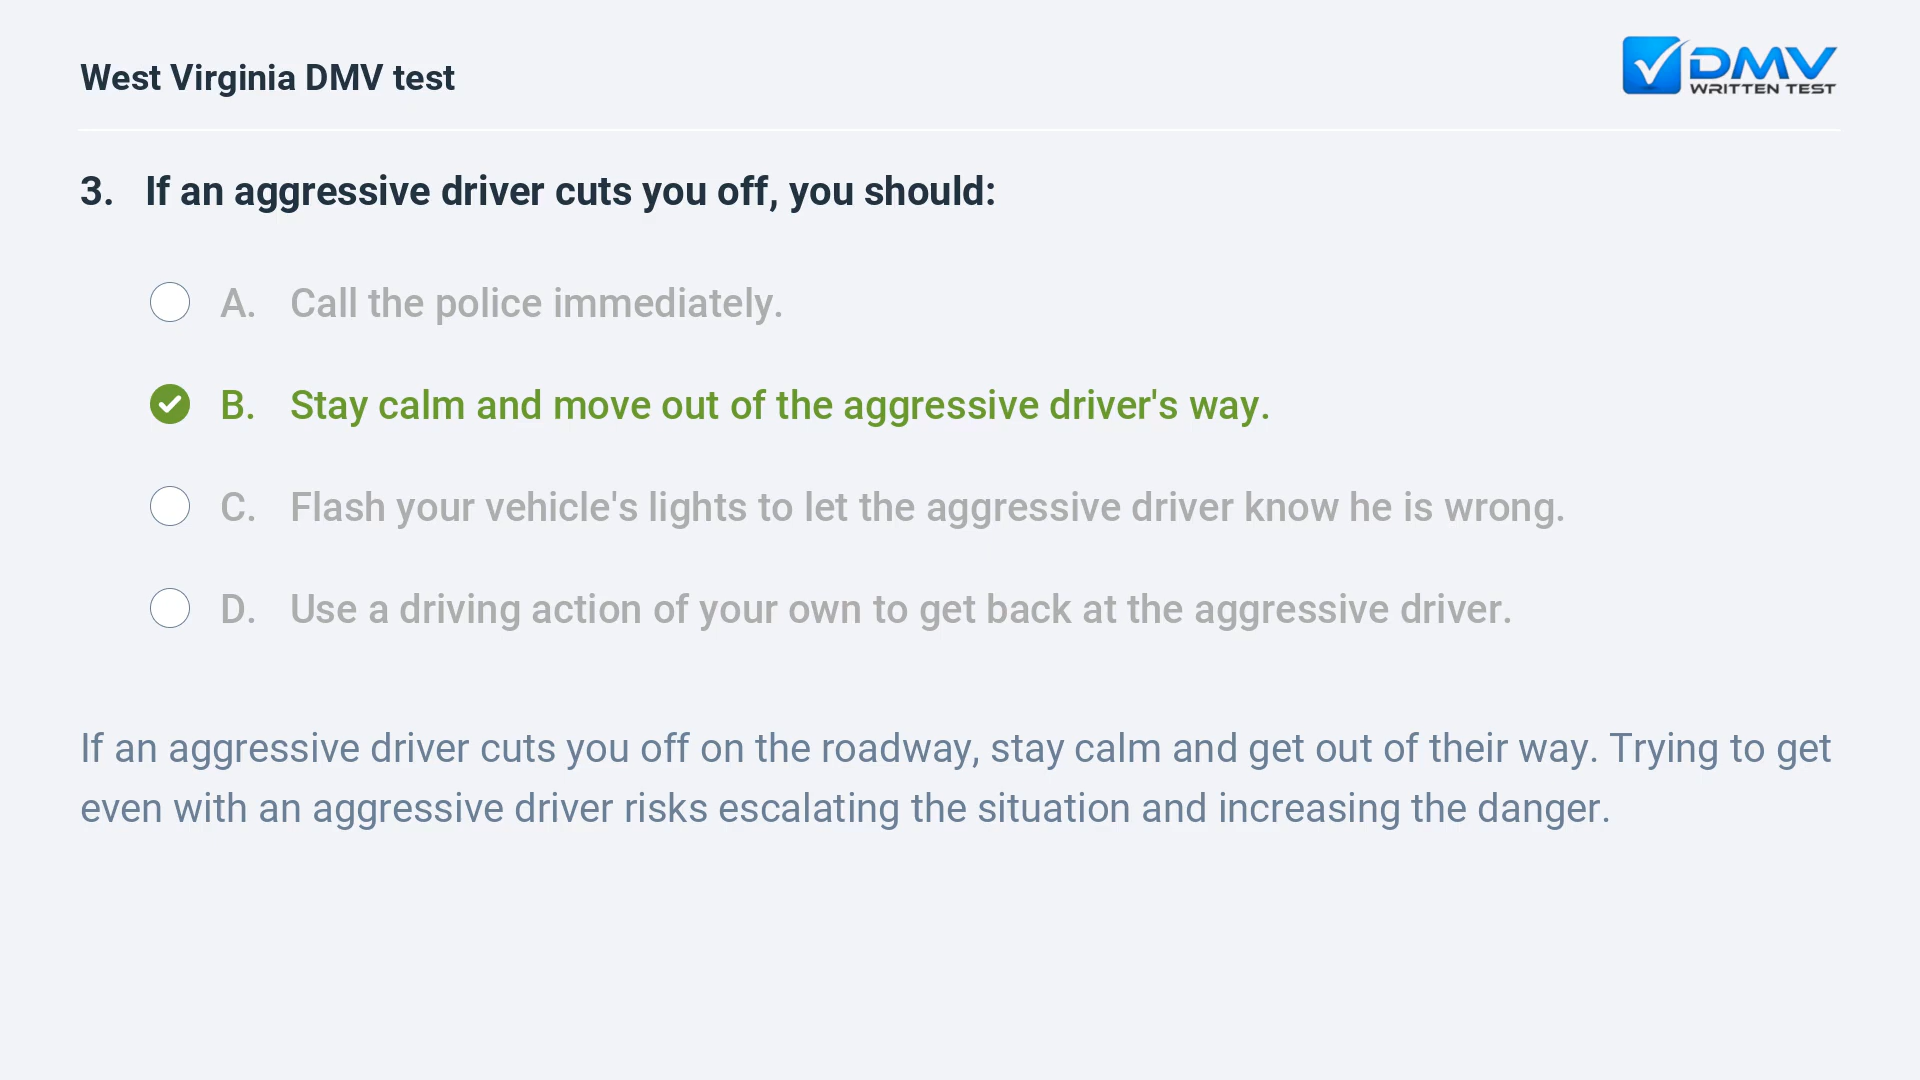 West Virginia DMV test
DMV
WRITTEN TEST
3. If an aggressive driver cuts you off, you should:
A. Call the police immediately.
B. Stay calm and move out of the aggressive driver's way.
C. Flash your vehicle's lights to let the aggressive driver know he is wrong.
D. Use a driving action of your own to get back at the aggressive driver.
If an aggressive driver cuts you off on the roadway, stay calm and get out of their way. Trying to get
even with an aggressive driver risks escalating the situation and increasing the danger.